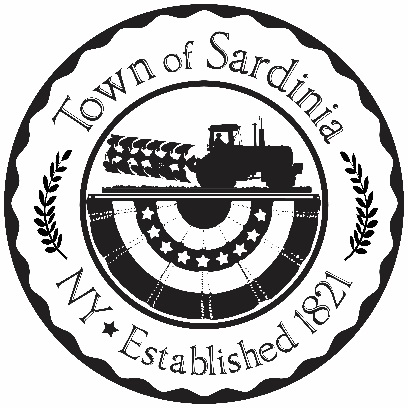 Town of Sardinia
NY ★ Established 1821